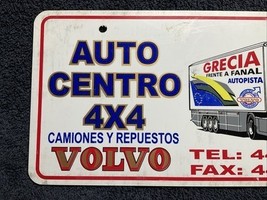 AUTO
CENTRO
4X4
CAMIONES Y REPUESTOS
VOLVO
GRECIA
FRENTE A FANAL
AUTOPISTA
TEL: 4
FAX: 4